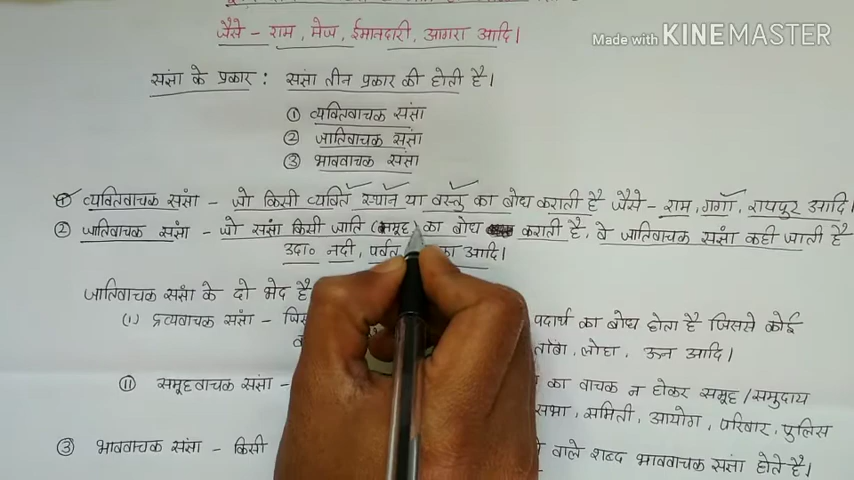 जैसे - राम, मेज, ईमानदारी, आगरा आदि।
Made with KINEMASTER
संज्ञा के प्रकार : संज्ञा तीन प्रकार की होती है।
① व्यक्तिवाचक संज्ञा
② जातिवाचक संज्ञा
③ भाववाचक संज्ञा
① व्यक्तिवाचक संज्ञा - जो किसी व्यक्ति स्थान या वस्तु का बोध कराती है जैसे - राम, गंगा, रायपुर आदि।
② जातिवाचक संज्ञा - जो संज्ञा किसी जाति (समूह) का बोध कराती है, वे जातिवाचक संज्ञा कही जाती है
उदा० नदी, पर्वत, आदि।
जातिवाचक संज्ञा के दो भेद है
(i) द्रव्यवाचक संज्ञा - पदार्थ का बोध होता है जिससे कोई
तांबा, लोहा, ऊन आदि।
(ii) समूहवाचक संज्ञा - का वाचक न होकर समूह/समुदाय
सभा, समिती, आयोग, परिवार, पुलिस
③ भाववाचक संज्ञा - किसी वाले शब्द भाववाचक संज्ञा होते है।